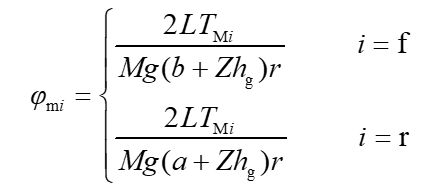 φ_mi = { 2LT_Mi / Mg(b + Zh_g)r    i = f
2LT_Mi / Mg(a + Zh_g)r    i = r